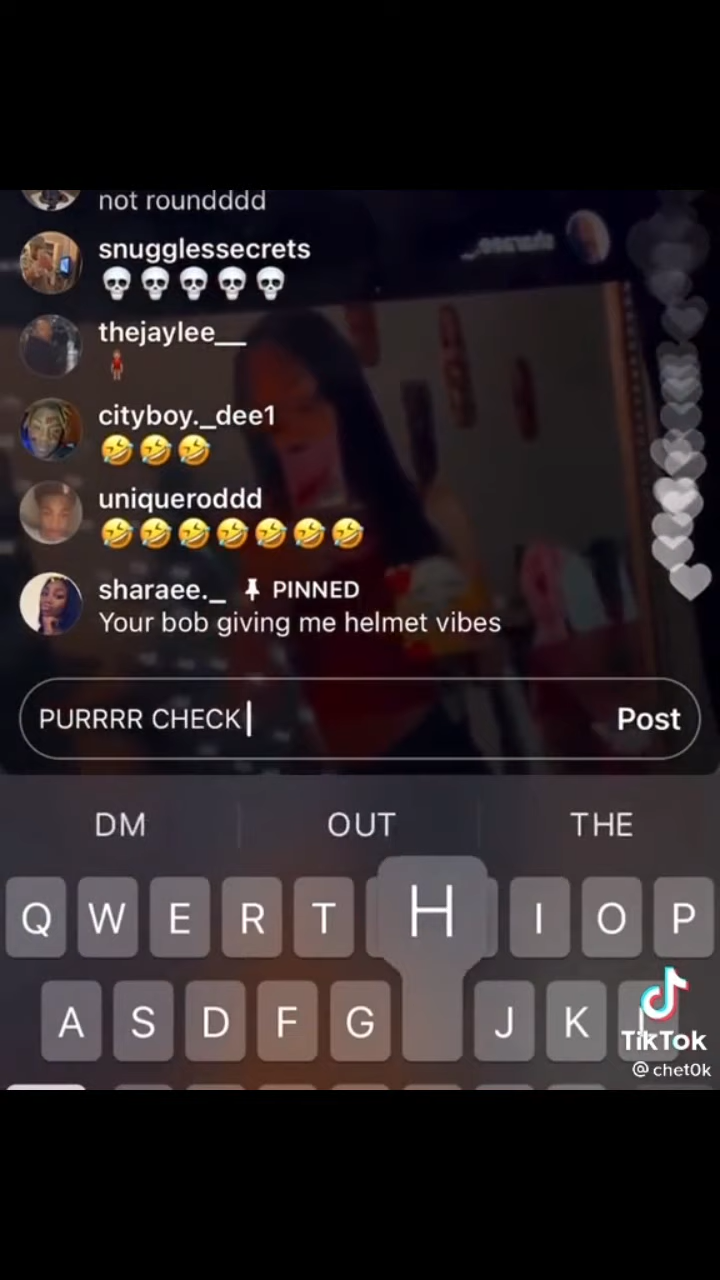 not roundddd
snugglessecrets
💀💀💀💀💀
thejaylee__
🧍🏾‍♂️
cityboy._dee1
🤣🤣🤣
uniqueroddd
🤣🤣🤣🤣🤣🤣🤣
sharaee._ 📌 PINNED
Your bob giving me helmet vibes
PURRRR CHECK Post
DM OUT THE
Q W E R T H I O P
A S D F G J K
TikTok
@chet0k